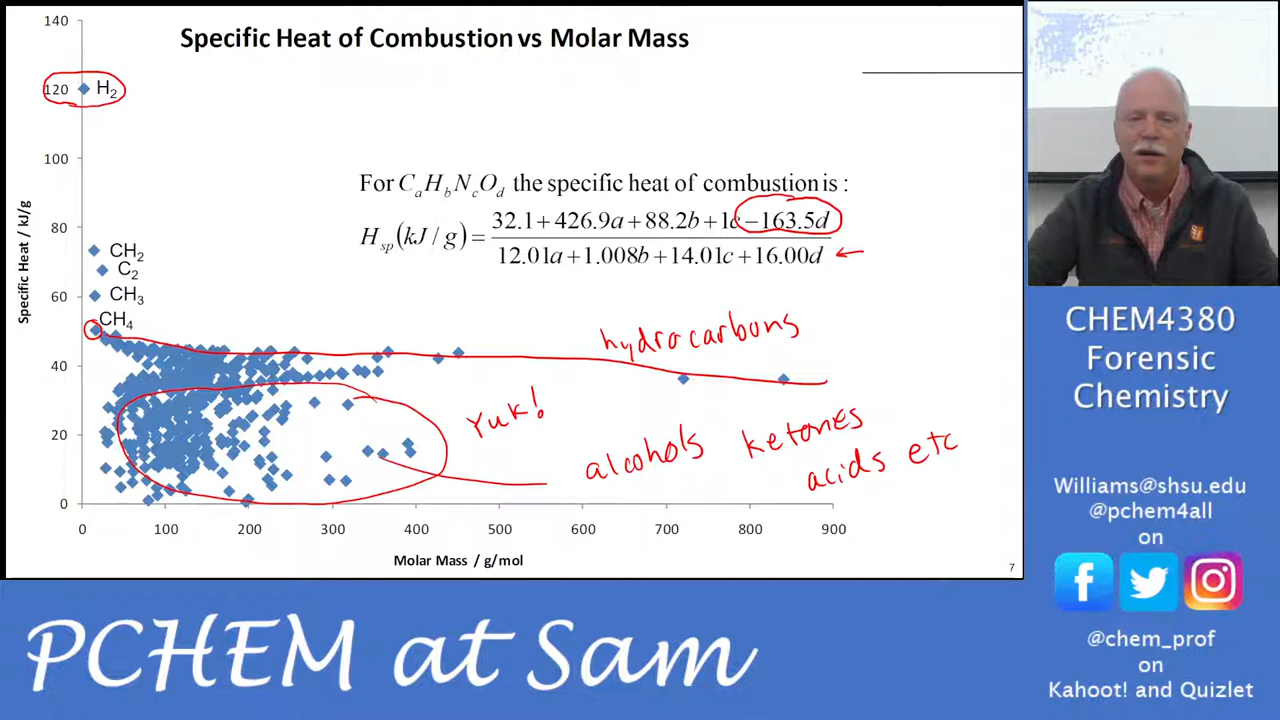 Specific Heat of Combustion vs Molar Mass
140
120
100
80
60
40
20
0
Specific Heat / kJ/g
H2
CH2
C2
CH3
CH4
For CaHbNcOd the specific heat of combustion is :
Hsp(kJ / g) = 32.1+426.9a+88.2b+1c−163.5d
12.01a+1.008b+14.01c+16.00d
hydrocarbons
Yuk!
alcohols ketones
acids etc
0 100 200 300 400 500 600 700 800 900
Molar Mass / g/mol
7
CHEM4380
Forensic
Chemistry
Williams@shsu.edu
@pchem4all
on
@chem_prof
on
Kahoot! and Quizlet
PCHEM at Sam